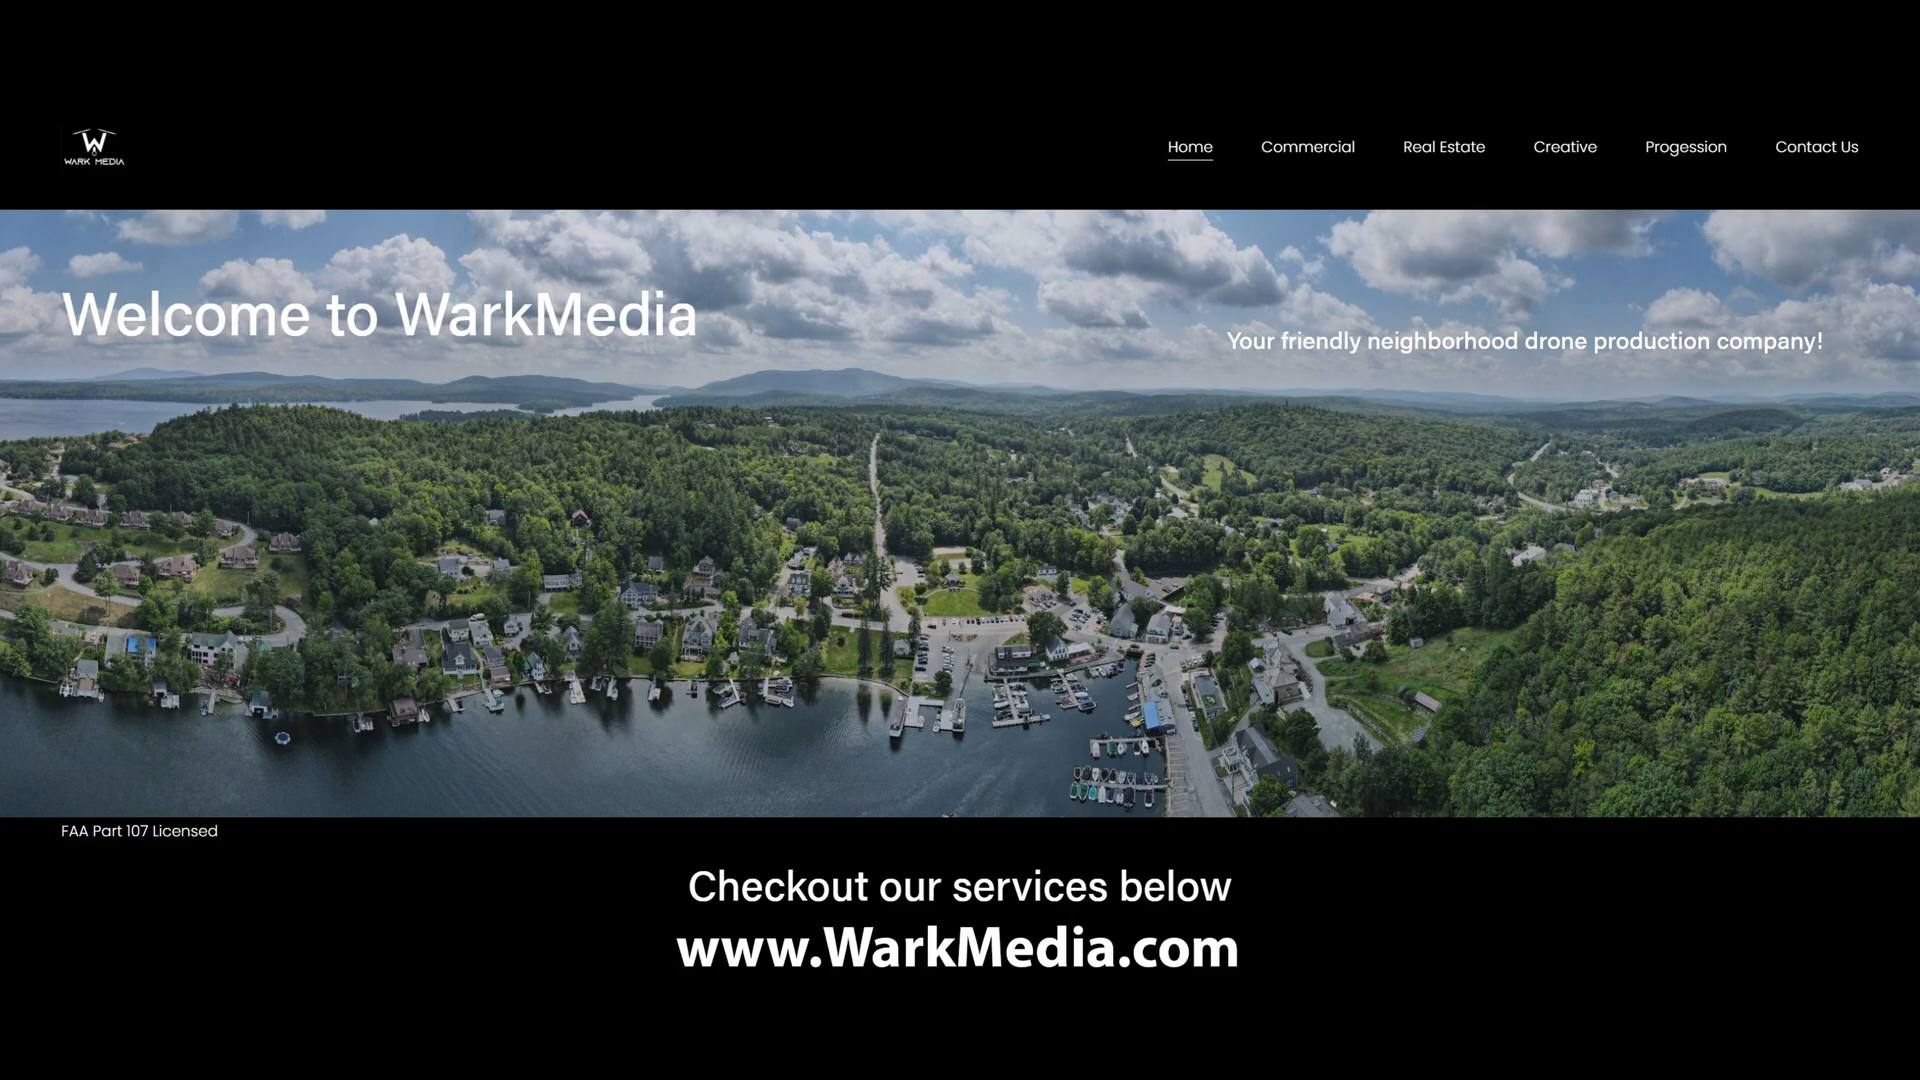 W
WARK MEDIA
Home Commercial Real Estate Creative Progession Contact Us
Welcome to WarkMedia
Your friendly neighborhood drone production company!
FAA Part 107 Licensed
Checkout our services below
www.WarkMedia.com